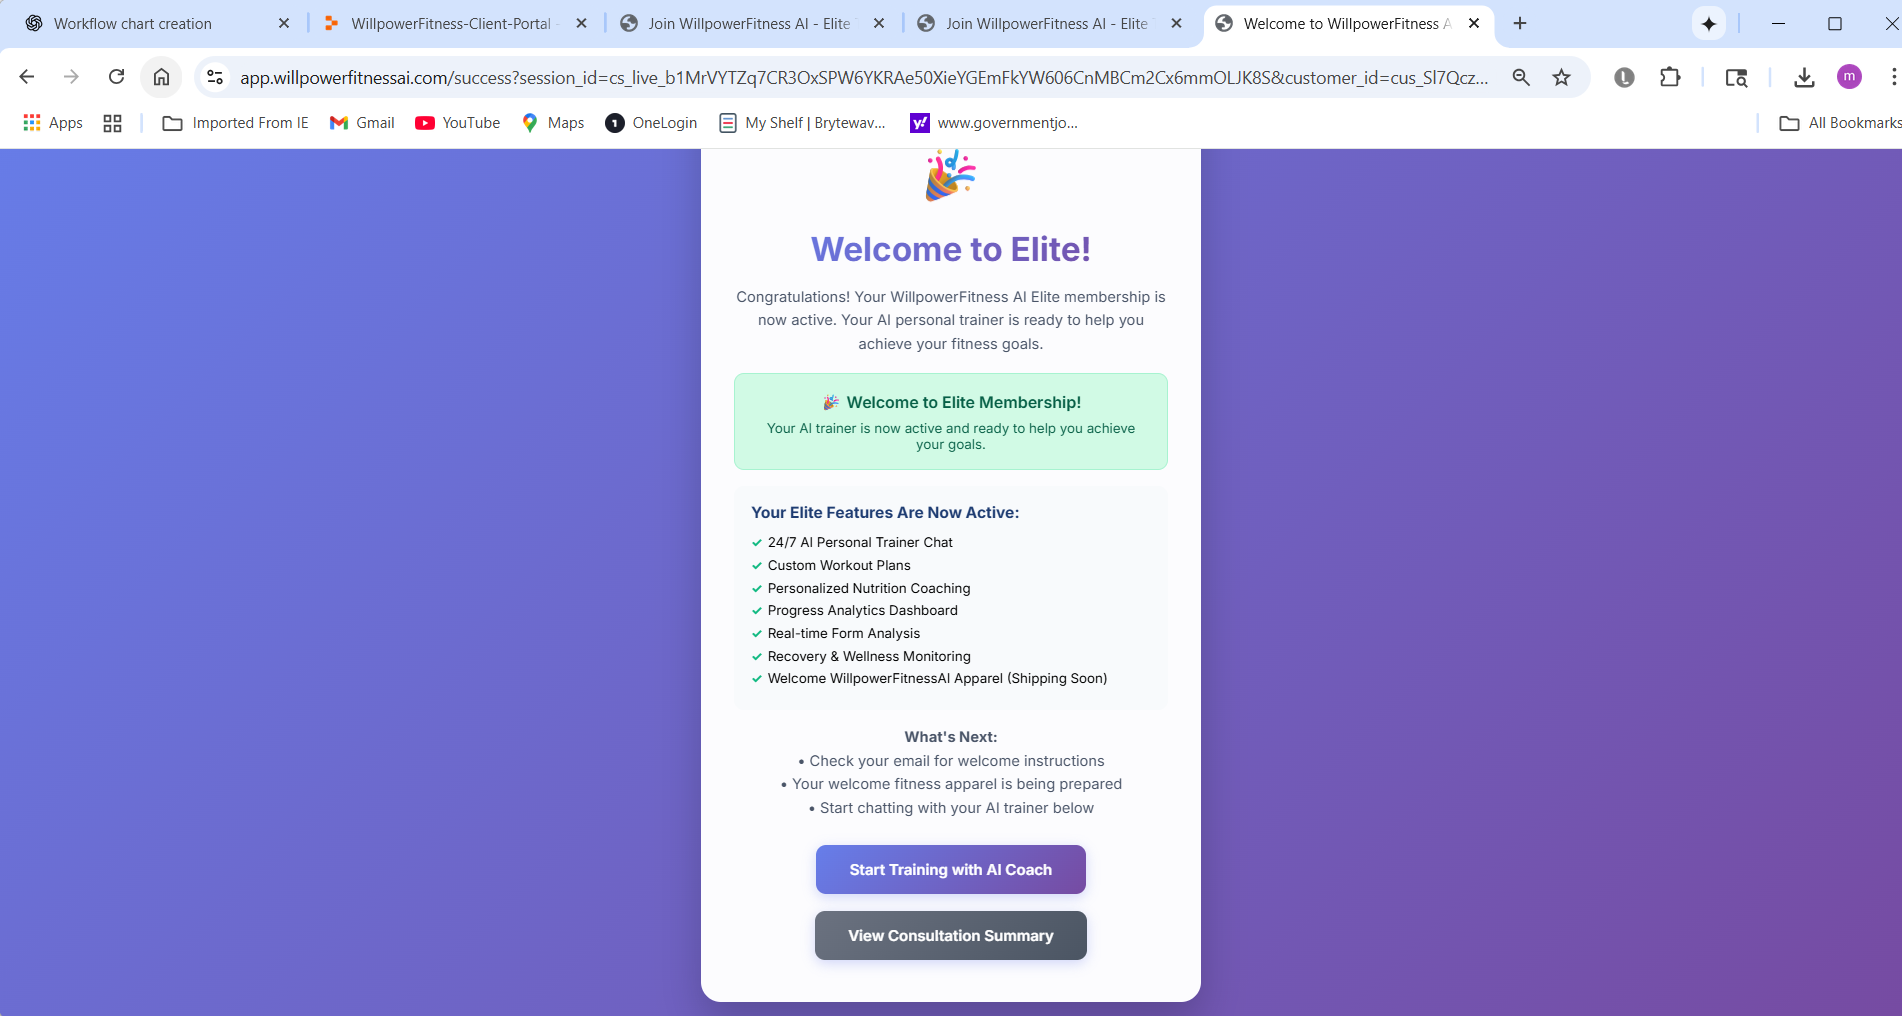 Workflow chart creation
WillpowerFitness-Client-Portal -
Join WillpowerFitness AI - Elite
Join WillpowerFitness AI - Elite
Welcome to WillpowerFitness A
app.willpowerfitnessai.com/success?session_id=cs_live_b1MrVYTZq7CR3OxSPW6YKRAe50XieYGEmFkYW606CnMBCm2Cx6mmOLJK8S&customer_id=cus_Sl7Qcz...
L
m
Apps
Imported From IE
Gmail
YouTube
Maps
1
OneLogin
My Shelf | Brytewav...
y!
www.governmentjo...
All Bookmarks
Welcome to Elite!
Congratulations! Your WillpowerFitness AI Elite membership is
now active. Your AI personal trainer is ready to help you
achieve your fitness goals.
Welcome to Elite Membership!
Your AI trainer is now active and ready to help you achieve
your goals.
Your Elite Features Are Now Active:
✓ 24/7 AI Personal Trainer Chat
✓ Custom Workout Plans
✓ Personalized Nutrition Coaching
✓ Progress Analytics Dashboard
✓ Real-time Form Analysis
✓ Recovery & Wellness Monitoring
✓ Welcome WillpowerFitnessAI Apparel (Shipping Soon)
What's Next:
• Check your email for welcome instructions
• Your welcome fitness apparel is being prepared
• Start chatting with your AI trainer below
Start Training with AI Coach
View Consultation Summary